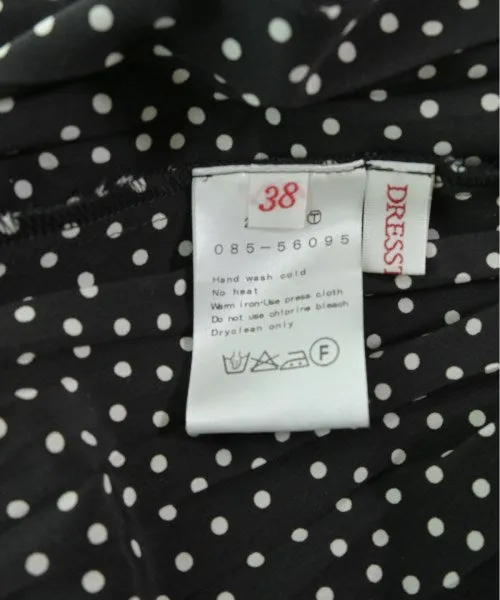 38
Ⓣ
085-56095
Hand wash cold
No heat
Warm iron-Use press cloth
Do not use chlorine bleach
Dryclean only
F
DRESST